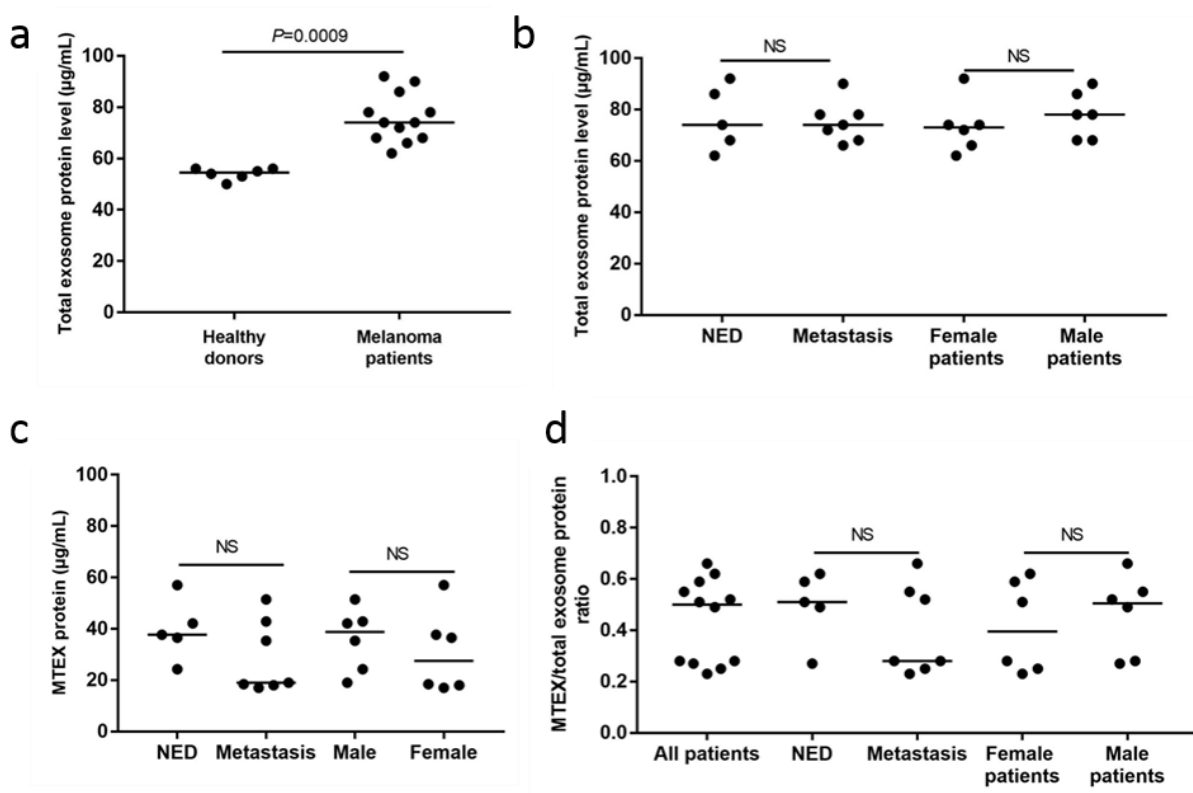 a
P=0.0009
Total exosome protein level (µg/mL)
100
80
60
40
20
0
Healthy
donors
Melanoma
patients
b
NS
NS
Total exosome protein level (µg/mL)
100
80
60
40
20
0
NED
Metastasis
Female
patients
Male
patients
c
NS
NS
MTEX protein (µg/mL)
100
80
60
40
20
0
NED
Metastasis
Male
Female
d
NS
NS
MTEX/total exosome protein
ratio
1.0
0.8
0.6
0.4
0.2
0.0
All patients
NED
Metastasis
Female
patients
Male
patients